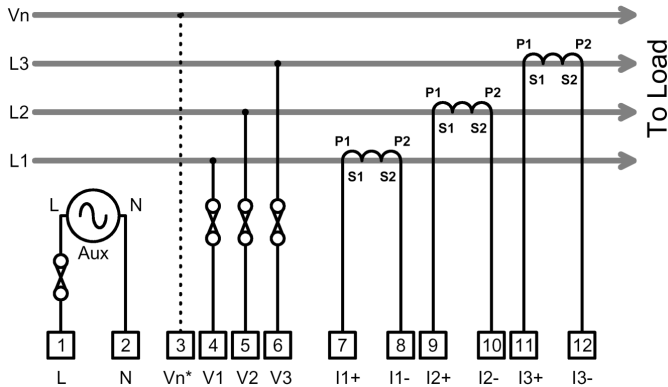 Vn
L3
L2
L1
To Load
P1 P2
S1 S2
P1 P2
S1 S2
P1 P2
S1 S2
L N
Aux
1 2 3 4 5 6 7 8 9 10 11 12
L N Vn* V1 V2 V3 I1+ I1- I2+ I2- I3+ I3-